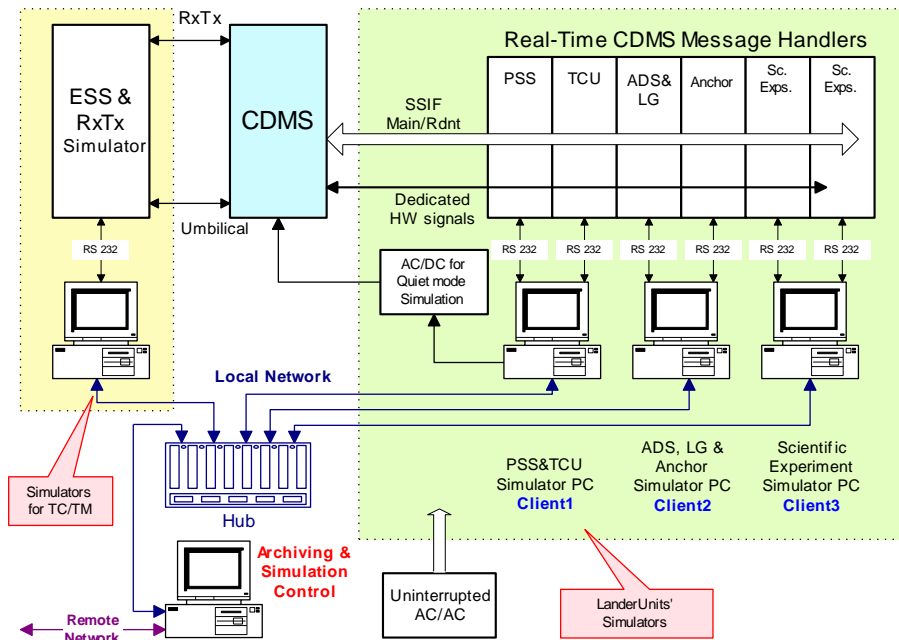 RxTx
ESS &
RxTx
Simulator
CDMS
Umbilical
RS 232
Real-Time CDMS Message Handlers
PSS
TCU
ADS&
LG
Anchor
Sc.
Exps.
Sc.
Exps.
SSIF
Main/Rdnt
Dedicated
HW signals
RS 232
RS 232
RS 232
RS 232
RS 232
RS 232
AC/DC for
Quiet mode
Simulation
Local Network
Simulators
for TC/TM
Hub
PSS&TCU
Simulator PC
Client1
ADS, LG &
Anchor
Simulator PC
Client2
Scientific
Experiment
Simulator PC
Client3
Archiving &
Simulation
Control
Uninterrupted
AC/AC
LanderUnits'
Simulators
Remote
Network